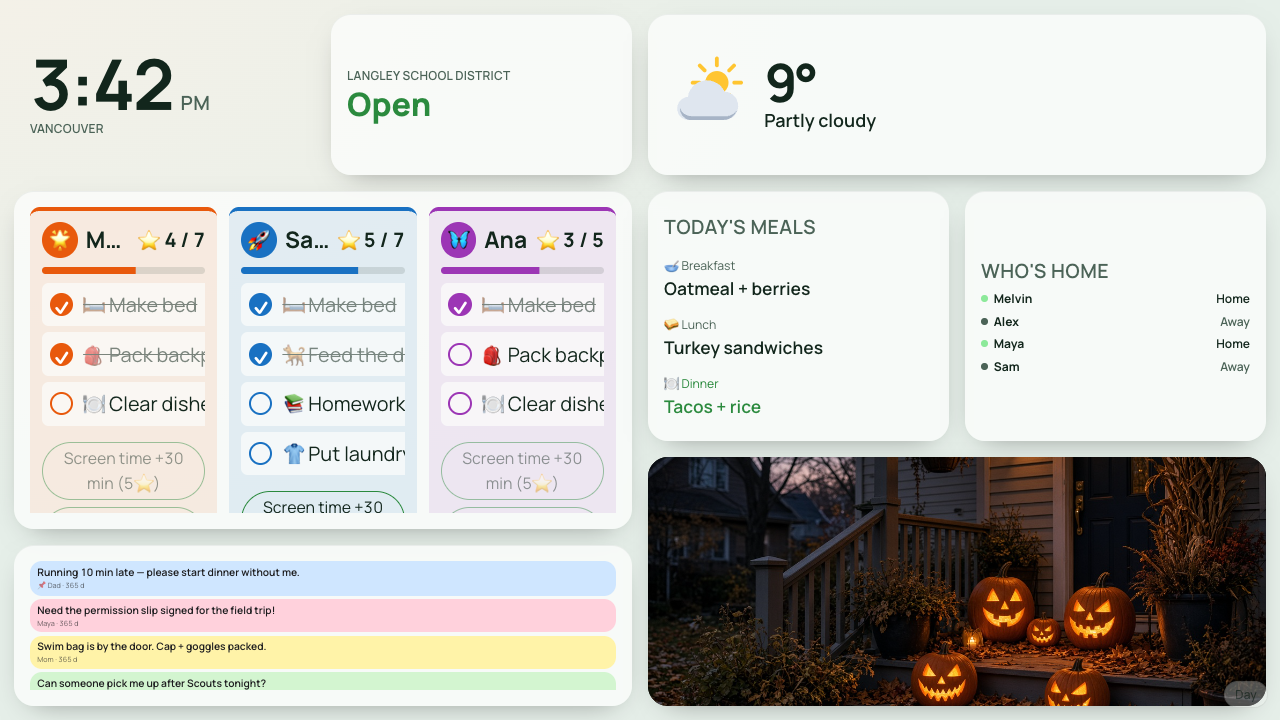 3:42 PM
VANCOUVER
LANGLEY SCHOOL DISTRICT
Open
9°
Partly cloudy
M... 4 / 7
Make bed
Pack backp
Clear dishe
Screen time +30
min (5⭐)
Sa... 5 / 7
Make bed
Feed the d
Homework
Put laundry
Screen time +30
Ana 3 / 5
Make bed
Pack backp
Clear dishe
Screen time +30
min (5⭐)
TODAY'S MEALS
Breakfast
Oatmeal + berries
Lunch
Turkey sandwiches
Dinner
Tacos + rice
WHO'S HOME
Melvin Home
Alex Away
Maya Home
Sam Away
Running 10 min late — please start dinner without me.
Dad · 365 d
Need the permission slip signed for the field trip!
Maya · 365 d
Swim bag is by the door. Cap + goggles packed.
Mom · 365 d
Can someone pick me up after Scouts tonight?
Day